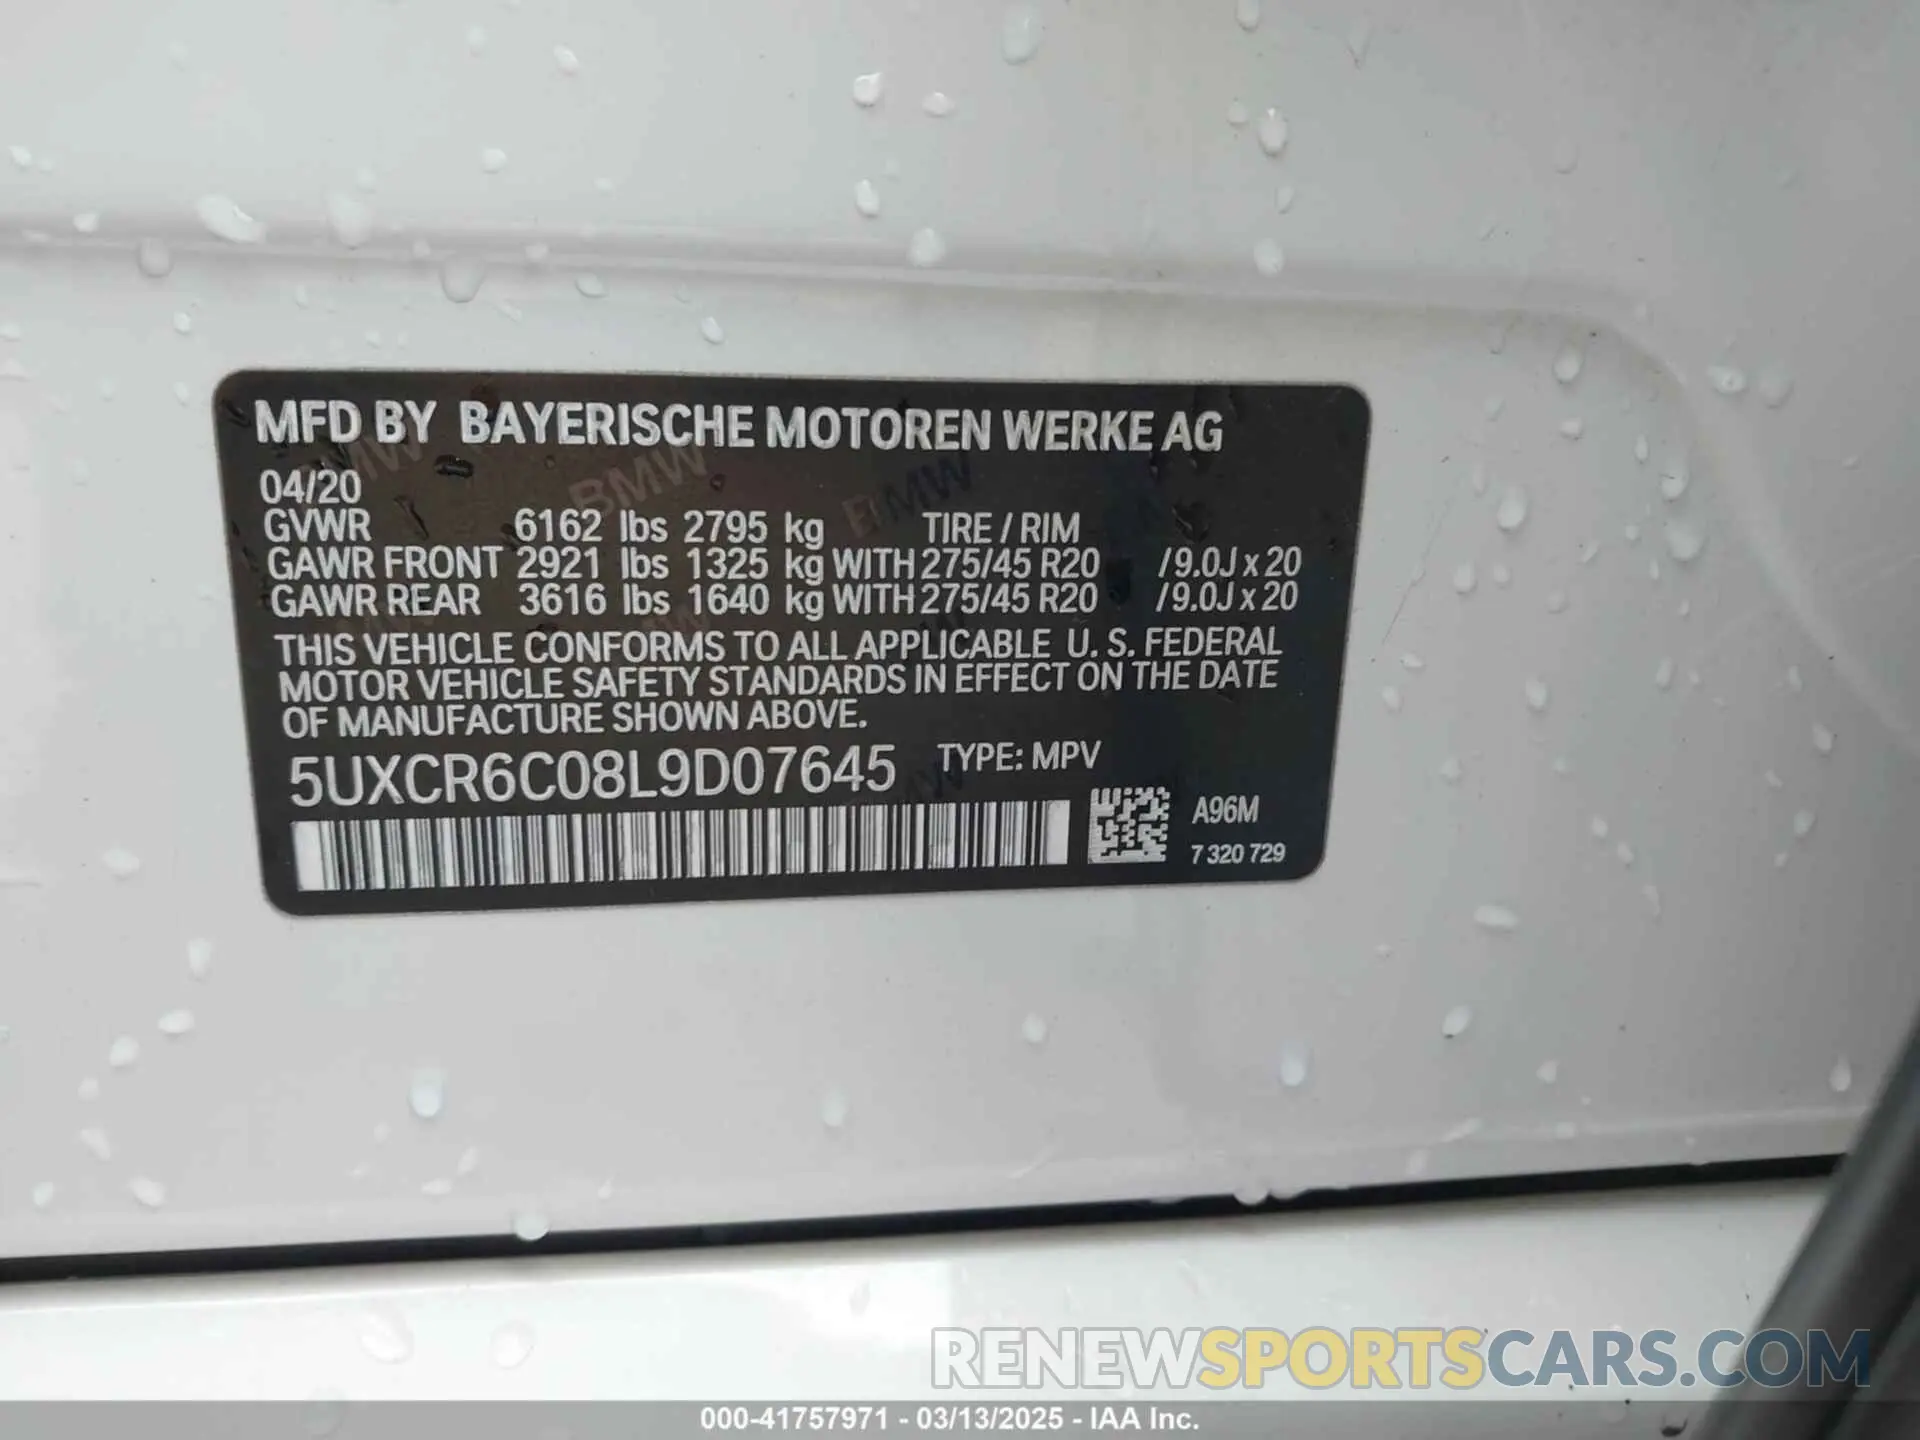 MFD BY BAYERISCHE MOTOREN WERKE AG
04/20
GVWR 6162 lbs 2795 kg TIRE / RIM
GAWR FRONT 2921 lbs 1325 kg WITH 275/45 R20 /9.0J x 20
GAWR REAR 3616 lbs 1640 kg WITH 275/45 R20 /9.0J x 20
THIS VEHICLE CONFORMS TO ALL APPLICABLE U. S. FEDERAL
MOTOR VEHICLE SAFETY STANDARDS IN EFFECT ON THE DATE
OF MANUFACTURE SHOWN ABOVE.
5UXCR6C08L9D07645 TYPE: MPV
A96M
7 320 729
RENEWSPORTSCARS.COM
000-41757971 - 03/13/2025 - IAA Inc.